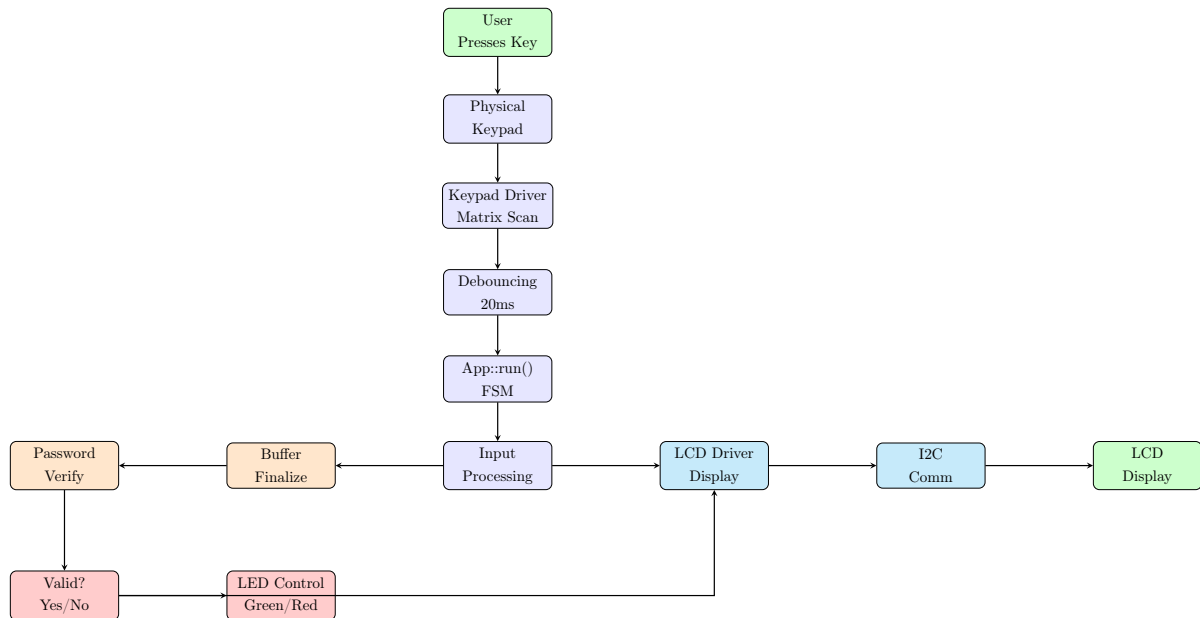 User
Presses Key
Physical
Keypad
Keypad Driver
Matrix Scan
Debouncing
20ms
App::run()
FSM
Password
Verify
Buffer
Finalize
Input
Processing
LCD Driver
Display
I2C
Comm
LCD
Display
Valid?
Yes/No
LED Control
Green/Red